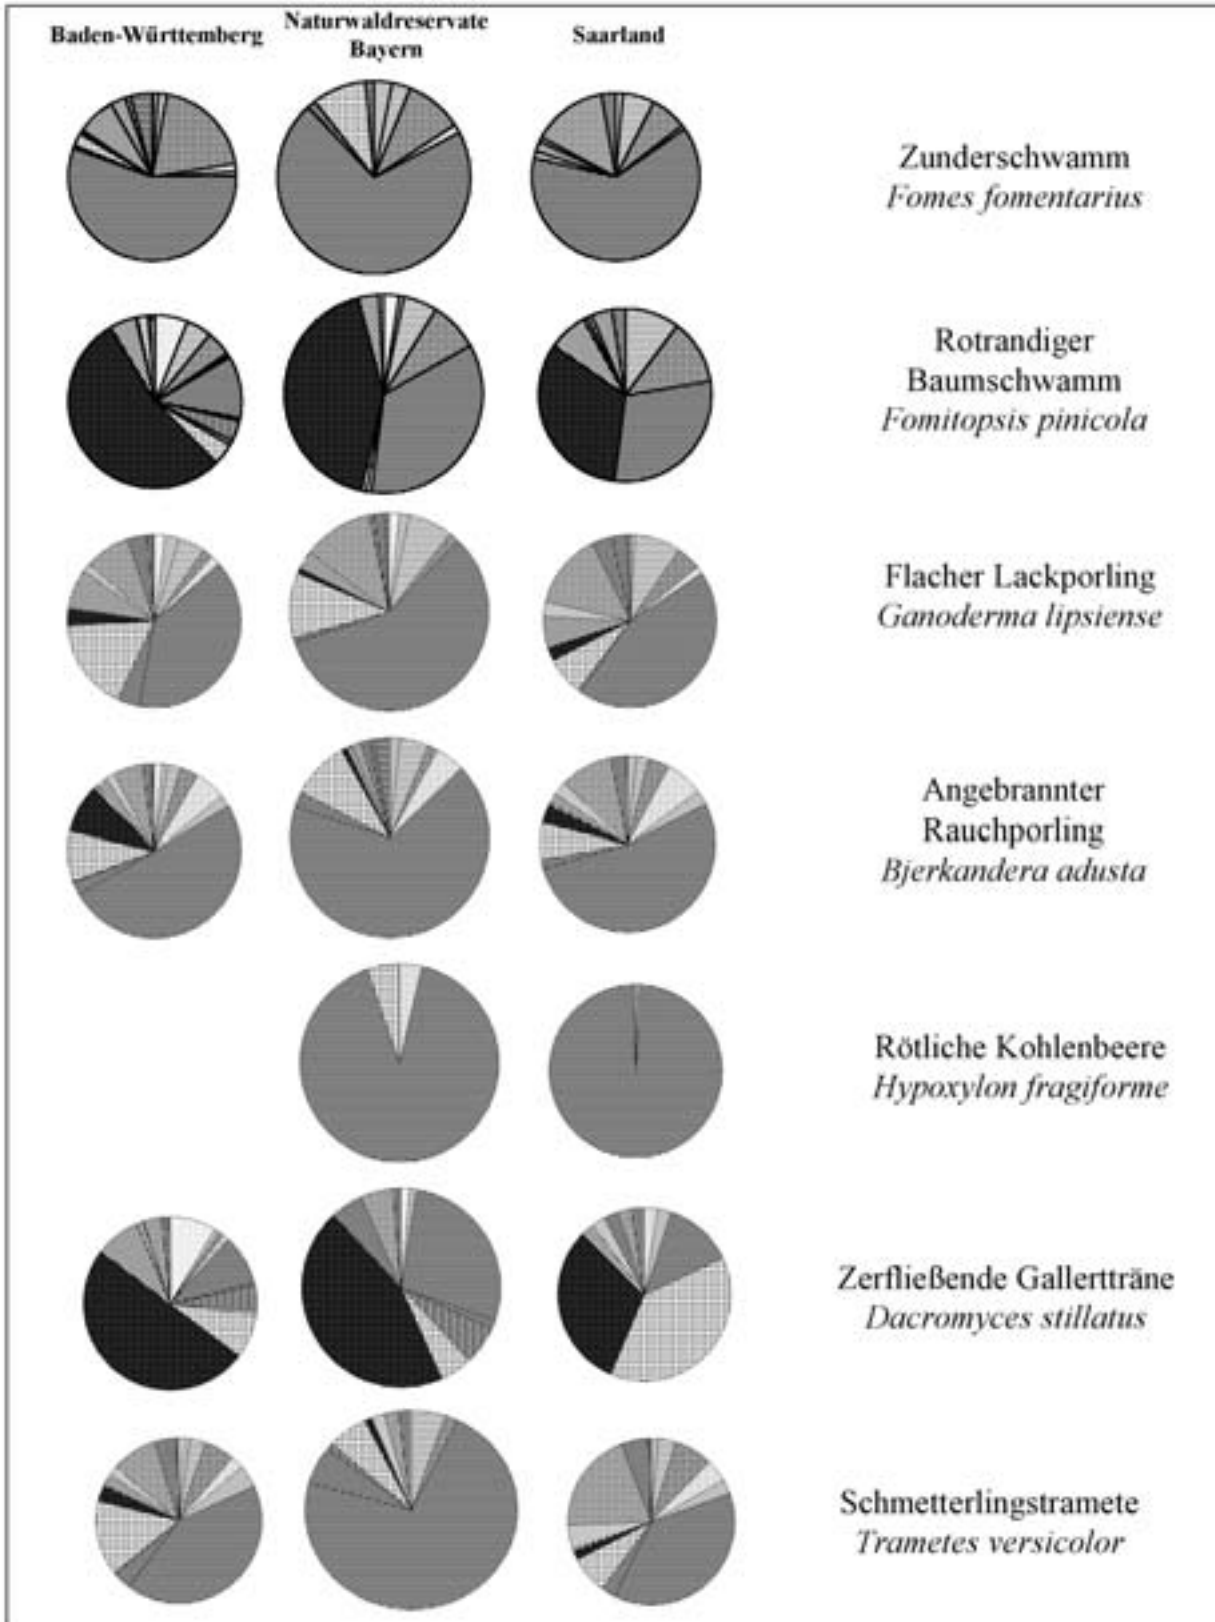 Baden-Württemberg
Naturwaldreservate
Bayern
Saarland
Zunderschwamm
Fomes fomentarius
Rotrandiger
Baumschwamm
Fomitopsis pinicola
Flacher Lackporling
Ganoderma lipsiense
Angebrannter
Rauchporling
Bjerkandera adusta
Rötliche Kohlenbeere
Hypoxylon fragiforme
Zerfließende Gallertträne
Dacromyces stillatus
Schmetterlingstramete
Trametes versicolor